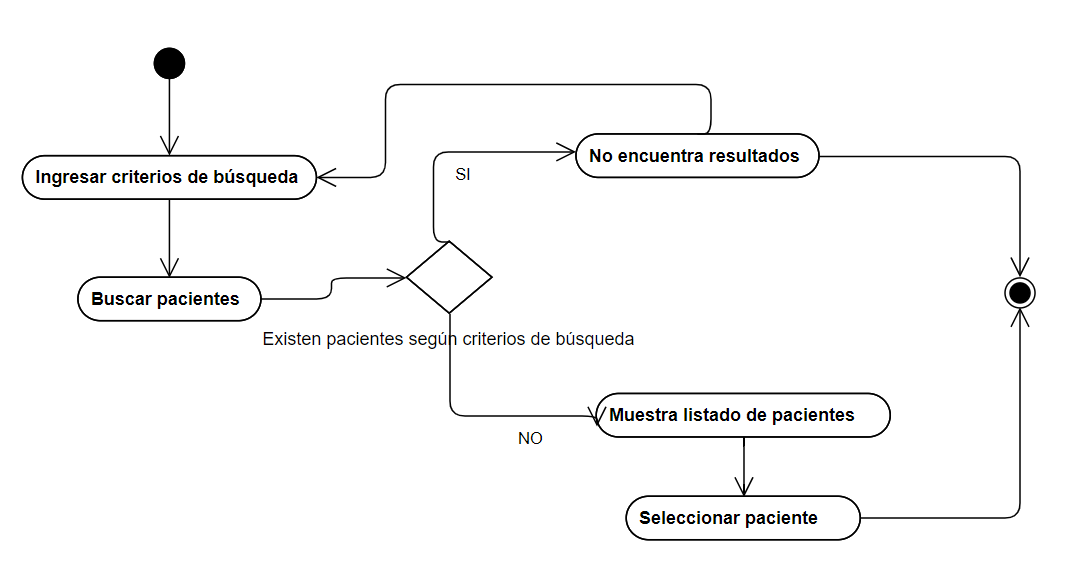 No encuentra resultados
Ingresar criterios de búsqueda
SI
Buscar pacientes
Existen pacientes según criterios de búsqueda
Muestra listado de pacientes
NO
Seleccionar paciente